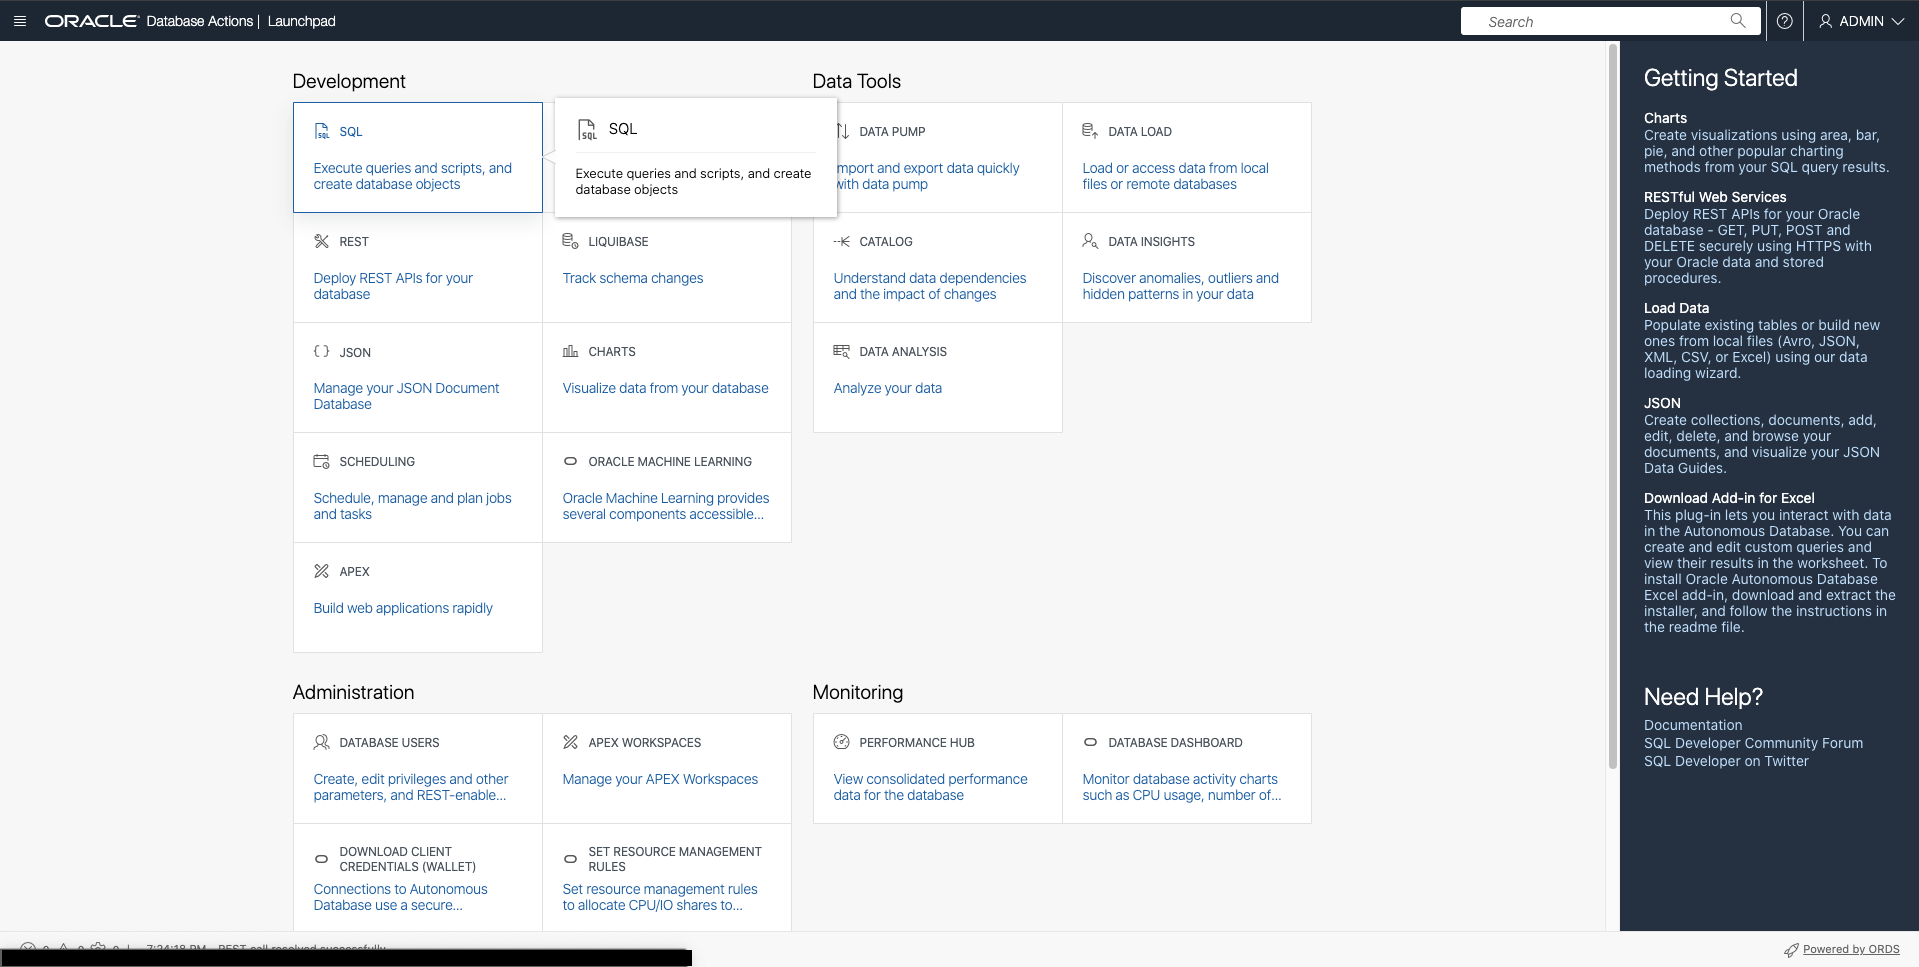 ORACLE Database Actions | Launchpad
Search
ADMIN
Development
SQL
Execute queries and scripts, and
create database objects
SQL
Execute queries and scripts, and create
database objects
REST
Deploy REST APIs for your
database
LIQUIBASE
Track schema changes
JSON
Manage your JSON Document
Database
CHARTS
Visualize data from your database
SCHEDULING
Schedule, manage and plan jobs
and tasks
ORACLE MACHINE LEARNING
Oracle Machine Learning provides
several components accessible...
APEX
Build web applications rapidly
Data Tools
DATA PUMP
mport and export data quickly
with data pump
DATA LOAD
Load or access data from local
files or remote databases
CATALOG
Understand data dependencies
and the impact of changes
DATA INSIGHTS
Discover anomalies, outliers and
hidden patterns in your data
DATA ANALYSIS
Analyze your data
Administration
DATABASE USERS
Create, edit privileges and other
parameters, and REST-enable...
APEX WORKSPACES
Manage your APEX Workspaces
DOWNLOAD CLIENT
CREDENTIALS (WALLET)
Connections to Autonomous
Database use a secure...
SET RESOURCE MANAGEMENT
RULES
Set resource management rules
to allocate CPU/IO shares to...
Monitoring
PERFORMANCE HUB
View consolidated performance
data for the database
DATABASE DASHBOARD
Monitor database activity charts
such as CPU usage, number of...
Getting Started
Charts
Create visualizations using area, bar,
pie, and other popular charting
methods from your SQL query results.
RESTful Web Services
Deploy REST APIs for your Oracle
database - GET, PUT, POST and
DELETE securely using HTTPS with
your Oracle data and stored
procedures.
Load Data
Populate existing tables or build new
ones from local files (Avro, JSON,
XML, CSV, or Excel) using our data
loading wizard.
JSON
Create collections, documents, add,
edit, delete, and browse your
documents, and visualize your JSON
Data Guides.
Download Add-in for Excel
This plug-in lets you interact with data
in the Autonomous Database. You can
create and edit custom queries and
view their results in the worksheet. To
install Oracle Autonomous Database
Excel add-in, download and extract the
installer, and follow the instructions in
the readme file.
Need Help?
Documentation
SQL Developer Community Forum
SQL Developer on Twitter
REST call resolved successfully
Powered by ORDS